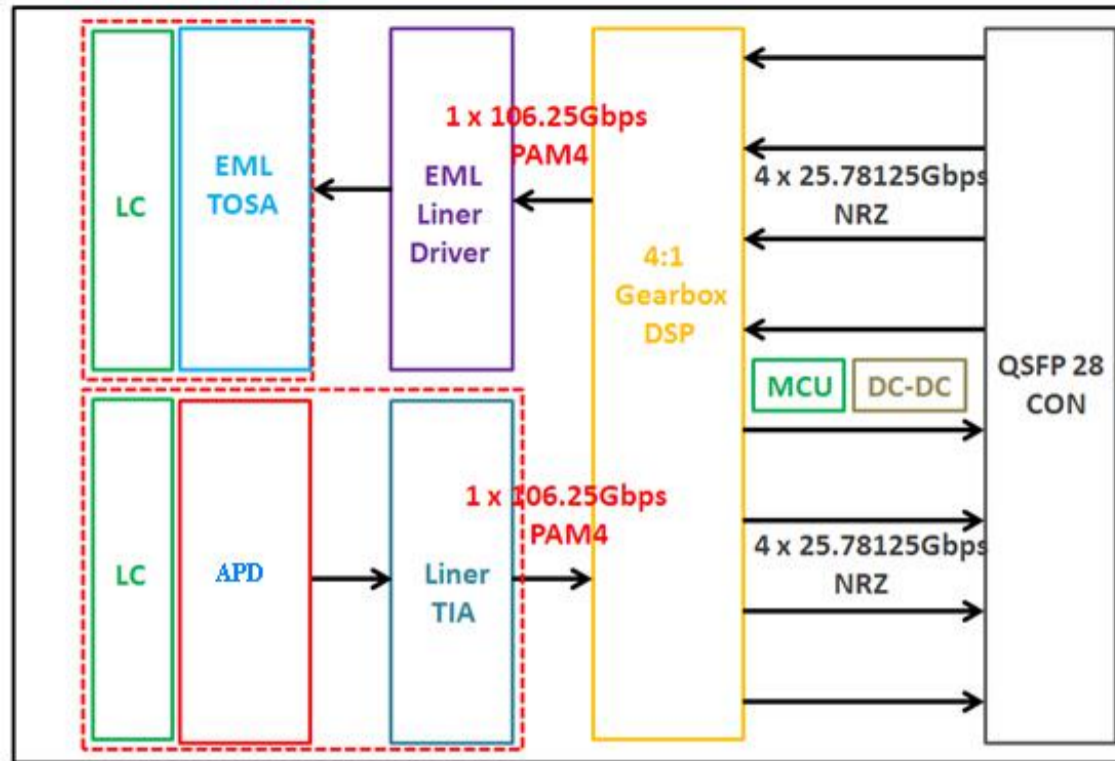 LC
EML
TOSA
EML
Liner
Driver
1 x 106.25Gbps
PAM4
4:1
Gearbox
DSP
4 x 25.78125Gbps
NRZ
MCU
DC-DC
QSFP 28
CON
LC
APD
Liner
TIA
1 x 106.25Gbps
PAM4
4 x 25.78125Gbps
NRZ